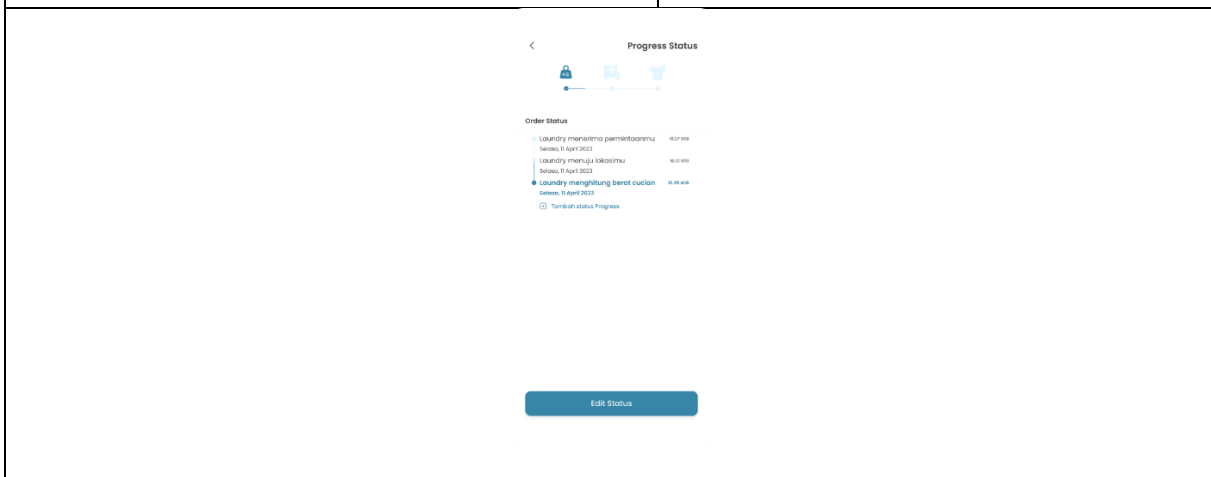 Progress Status
KG
Order Status
Laundry menerima permintaanmu
Selasa, 11 April 2023
Laundry menuju lokasimu
Selasa, 11 April 2023
Laundry menghitung berat cucian
Selasa, 11 April 2023
Tambah status Progress
Edit Status